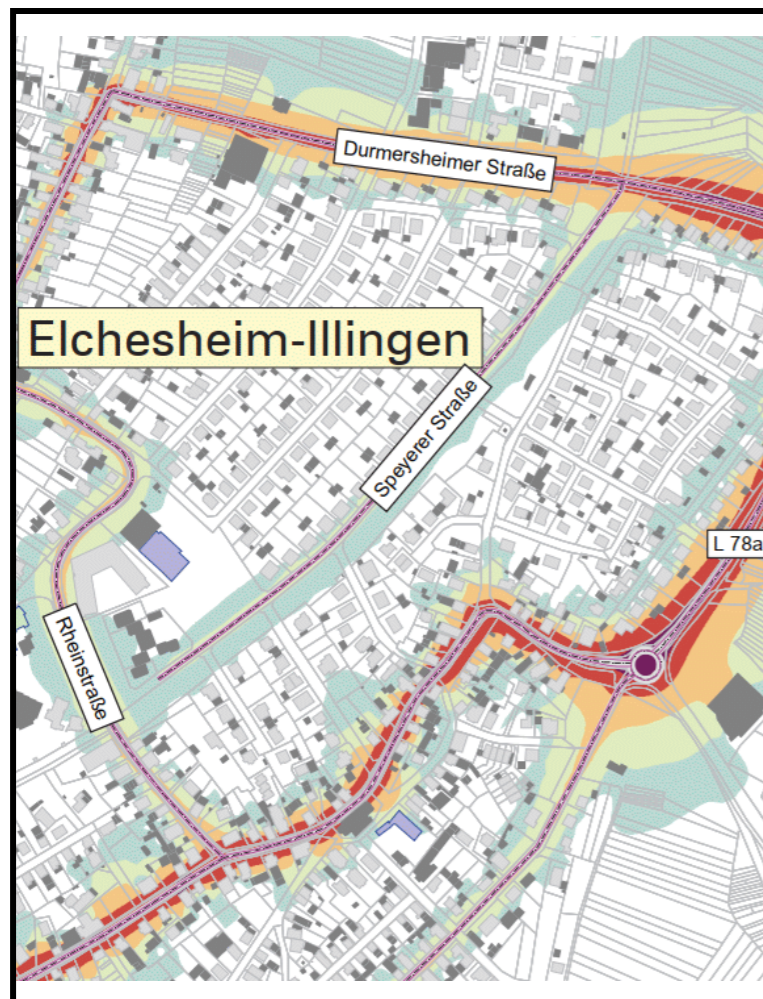 Durmersheimer Straße
Elchesheim-Illingen
Speyerer Straße
L 78a
Rheinstraße